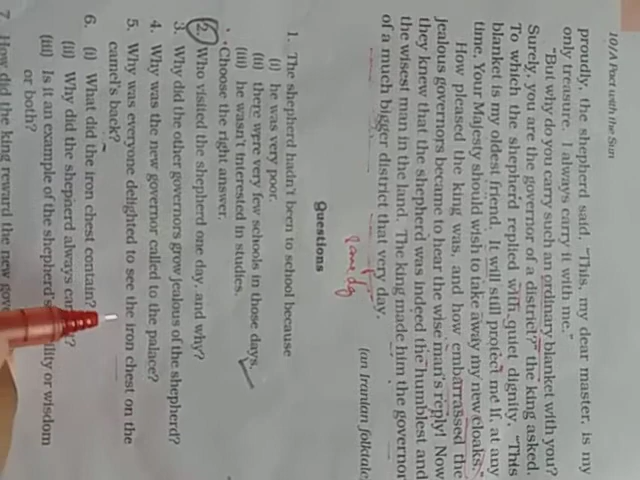 10/A Pact with the Sun
proudly, the shepherd said, "This, my dear master, is my
only treasure. I always carry it with me."
"But why do you carry such an ordinary blanket with you?
Surely, you are the governor of a district?" the king asked.
To which the shepherd replied with quiet dignity, "This
blanket is my oldest friend. It will still protect me if, at any
time, Your Majesty should wish to take away my new cloaks."
How pleased the king was, and how embarrassed the
jealous governors became to hear the wise man's reply! Now
they knew that the shepherd was indeed the humblest and
the wisest man in the land. The king made him the governor
of a much bigger district that very day.
(an Iranian folktale
same day
Questions
1. The shepherd hadn't been to school because
(i) he was very poor.
(ii) there were very few schools in those days.
(iii) he wasn't interested in studies.
Choose the right answer.
2. Who visited the shepherd one day, and why?
3. Why did the other governors grow jealous of the shepherd?
4. Why was the new governor called to the palace?
5. Why was everyone delighted to see the iron chest on the
camel's back?
6. (i) What did the iron chest contain?
(ii) Why did the shepherd always
(iii) Is it an example of the shepherd's or wisdom
or both?
7. How did the king reward the new